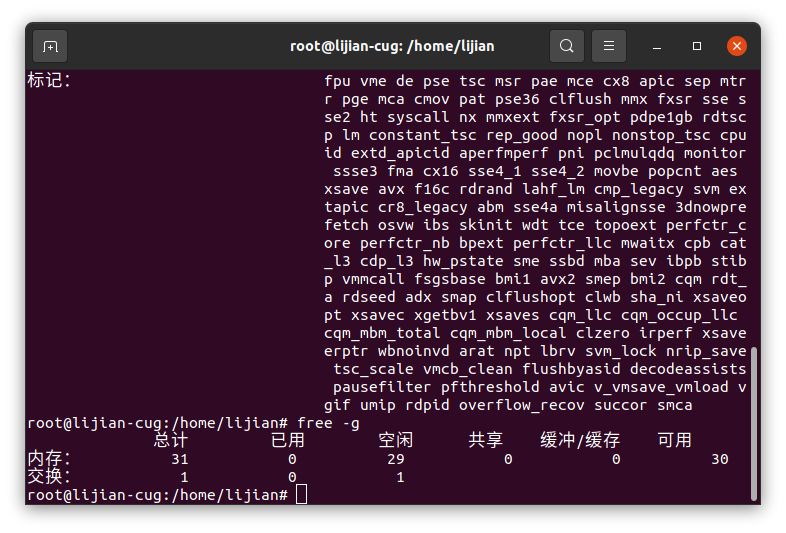 root@lijian-cug: /home/lijian
标记: fpu vme de pse tsc msr pae mce cx8 apic sep mtr
r pge mca cmov pat pse36 clflush mmx fxsr sse s
se2 ht syscall nx mmxext fxsr_opt pdpe1gb rdtsc
p lm constant_tsc rep_good nopl nonstop_tsc cpu
id extd_apicid aperfmperf pni pclmulqdq monitor
ssse3 fma cx16 sse4_1 sse4_2 movbe popcnt aes
xsave avx f16c rdrand lahf_lm cmp_legacy svm ex
tapic cr8_legacy abm sse4a misalignsse 3dnowpre
fetch osvw ibs skinit wdt tce topoext perfctr_c
ore perfctr_nb bpext perfctr_llc mwaitx cpb cat
_l3 cdp_l3 hw_pstate sme ssbd mba sev ibpb stib
p vmmcall fsgsbase bmi1 avx2 smep bmi2 cqm rdt_
a rdseed adx smap clflushopt clwb sha_ni xsaveo
pt xsavec xgetbv1 xsaves cqm_llc cqm_occup_llc
cqm_mbm_total cqm_mbm_local clzero irperf xsave
erptr wbnoinvd arat npt lbrv svm_lock nrip_save
tsc_scale vmcb_clean flushbyasid decodeassists
pausefilter pfthreshold avic v_vmsave_vmload v
gif umip rdpid overflow_recov succor smca
root@lijian-cug:/home/lijian# free -g
总计 已用 空闲 共享 缓冲/缓存 可用
内存: 31 0 29 0 0 30
交换: 1 0 1
root@lijian-cug:/home/lijian#